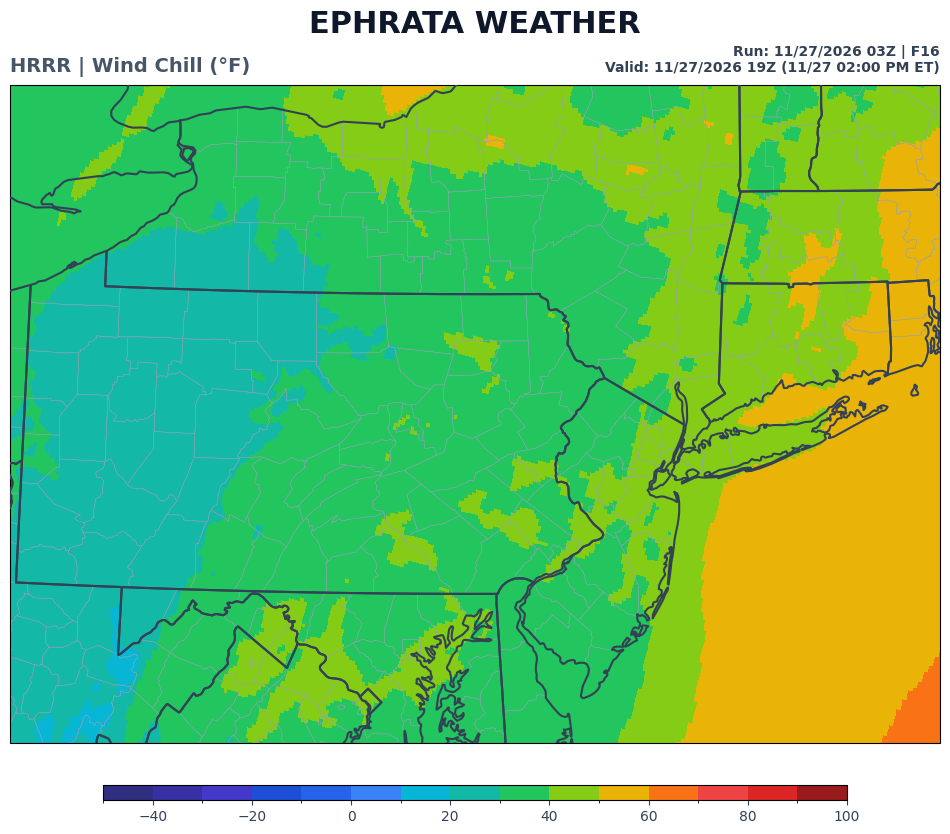 EPHRATA WEATHER
Run: 11/27/2026 03Z | F16
HRRR | Wind Chill (°F)
Valid: 11/27/2026 19Z (11/27 02:00 PM ET)
−40 −20 0 20 40 60 80 100